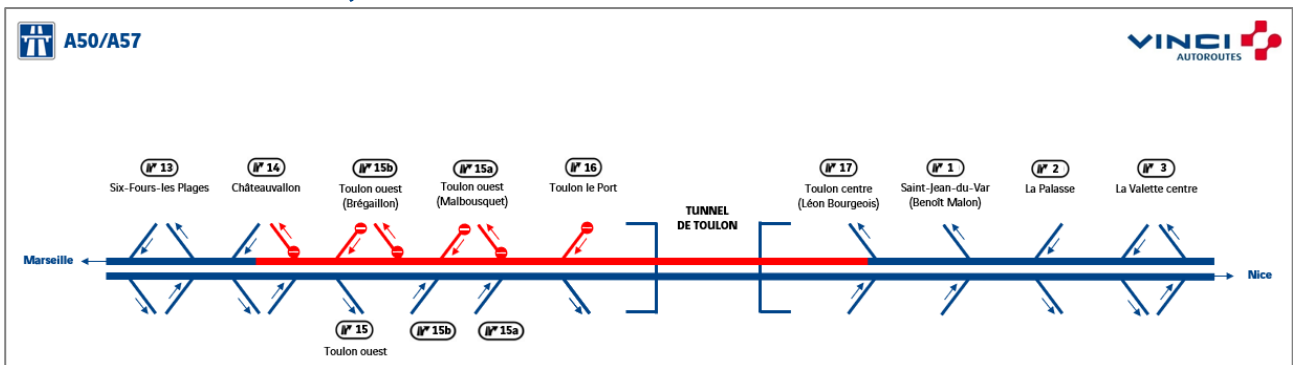 A50/A57
VINCI
AUTOROUTES
13
Six-Fours-les Plages
14
Châteauvallon
15b
Toulon ouest
(Brégaillon)
15a
Toulon ouest
(Malbousquet)
16
Toulon le Port
TUNNEL
DE TOULON
17
Toulon centre
(Léon Bourgeois)
1
Saint-Jean-du-Var
(Benoît Malon)
2
La Palasse
3
La Valette centre
Marseille
Nice
15
Toulon ouest
15b
15a